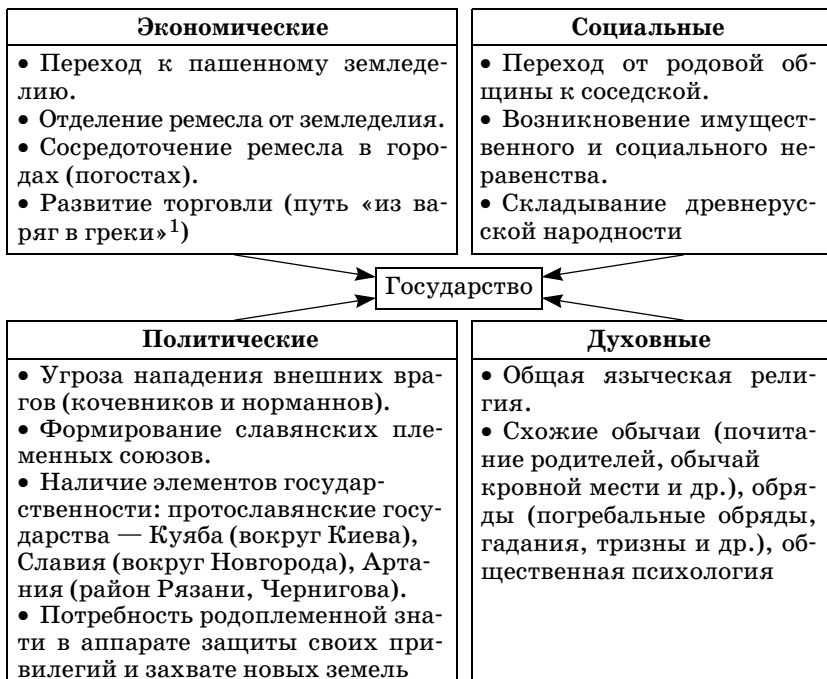 Экономические
• Переход к пашенному земледе-
лию.
• Отделение ремесла от земледелия.
• Сосредоточение ремесла в горо-
дах (погостах).
• Развитие торговли (путь «из ва-
ряг в греки»1)
Социальные
• Переход от родовой об-
щины к соседской.
• Возникновение имущест-
венного и социального не-
равенства.
• Складывание древнерус-
ской народности
Государство
Политические
• Угроза нападения внешних вра-
гов (кочевников и норманнов).
• Формирование славянских пле-
менных союзов.
• Наличие элементов государ-
ственности: протославянские госу-
дарства — Куяба (вокруг Киева),
Славия (вокруг Новгорода), Арта-
ния (район Рязани, Чернигова).
• Потребность родоплеменной зна-
ти в аппарате защиты своих при-
вилегий и захвате новых земель
Духовные
• Общая языческая рели-
гия.
• Схожие обычаи (почита-
ние родителей, обычай
кровной мести и др.), обря-
ды (погребальные обряды,
гадания, тризны и др.), об-
щественная психология